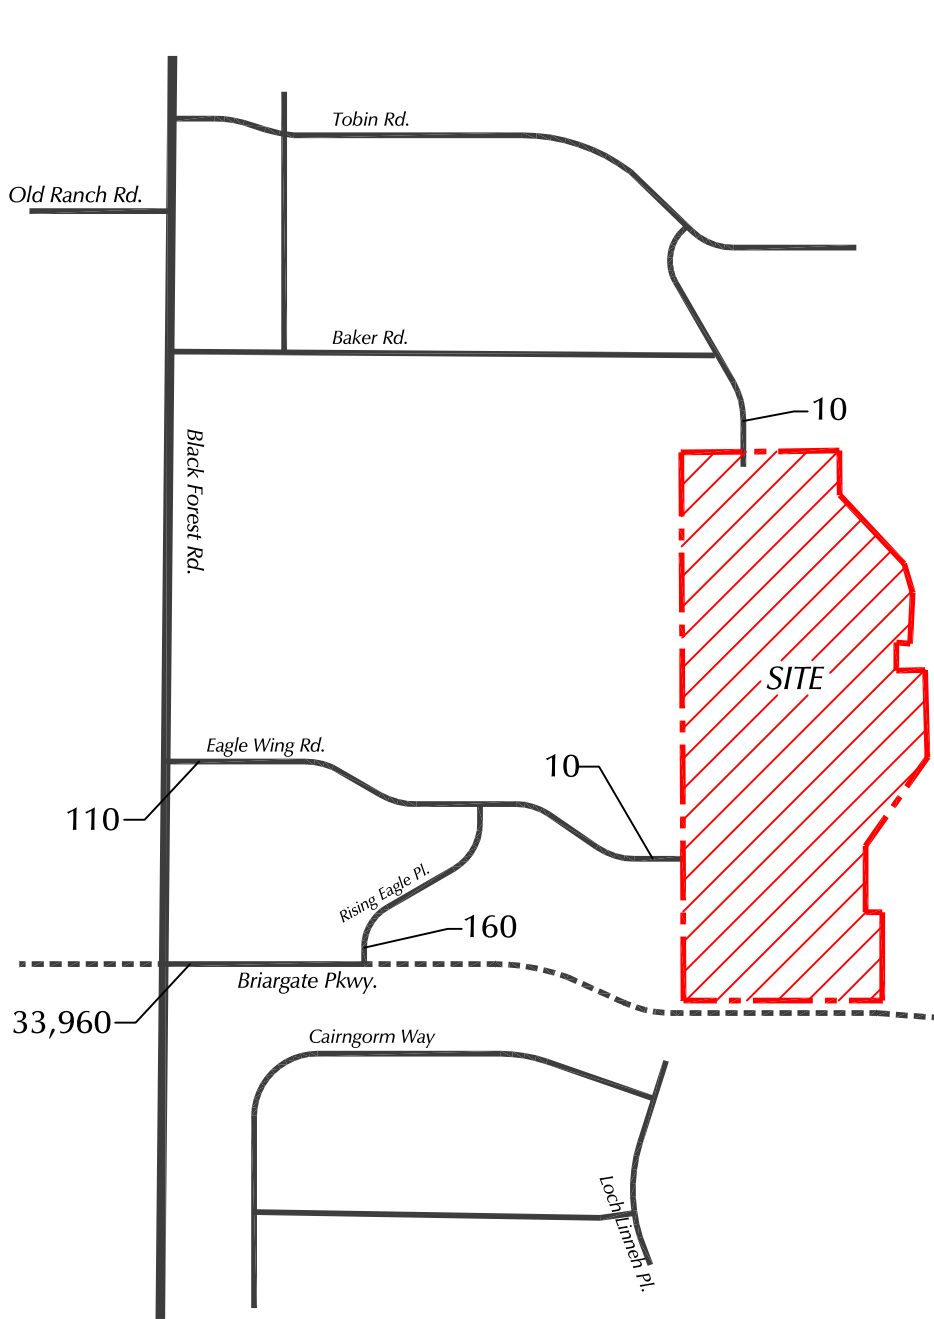 Tobin Rd.
Old Ranch Rd.
Baker Rd.
10
Black Forest Rd.
SITE
Eagle Wing Rd.
10
110
Rising Eagle Pl.
160
Briargate Pkwy.
33,960
Cairngorm Way
Loch Linneh Pl.